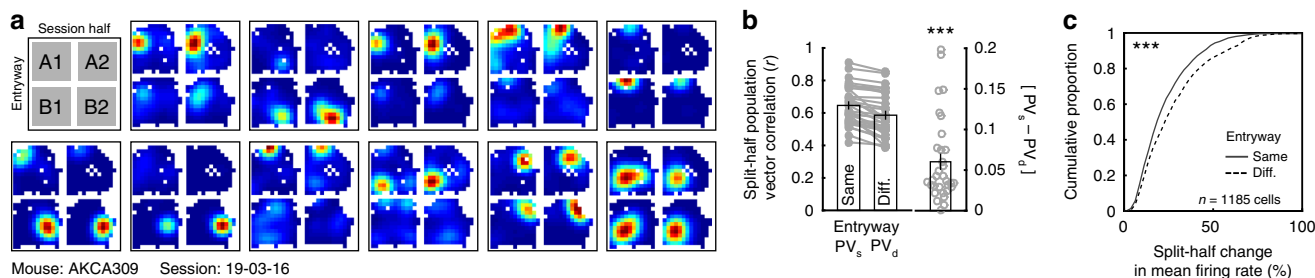 a
Session half
Entryway
A1 A2
B1 B2
Mouse: AKCA309 Session: 19-03-16
b
Split-half population
vector correlation (r)
1
0.8
0.6
0.4
0.2
0
Same
Diff.
Entryway
PVs PVd
***
0.2
0.15
0.1
0.05
0
[ PVs – PVd ]
c
Cumulative proportion
1
0.8
0.6
0.4
0.2
0
***
Entryway
Same
Diff.
n = 1185 cells
0 50 100
Split-half change
in mean firing rate (%)